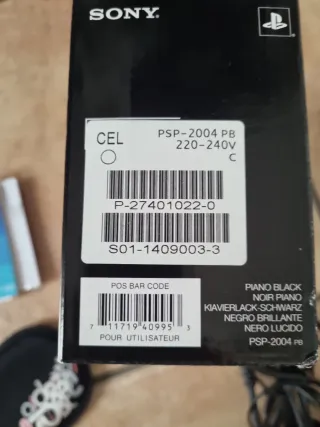 SONY
CEL
PSP-2004 PB
220-240V
C
P-27401022-0
S01-1409003-3
POS BAR CODE
7 11719 40995 3
POUR UTILISATEUR
PIANO BLACK
NOIR PIANO
KLAVIERLACK-SCHWARZ
NEGRO BRILLANTE
NERO LUCIDO
PSP-2004 PB